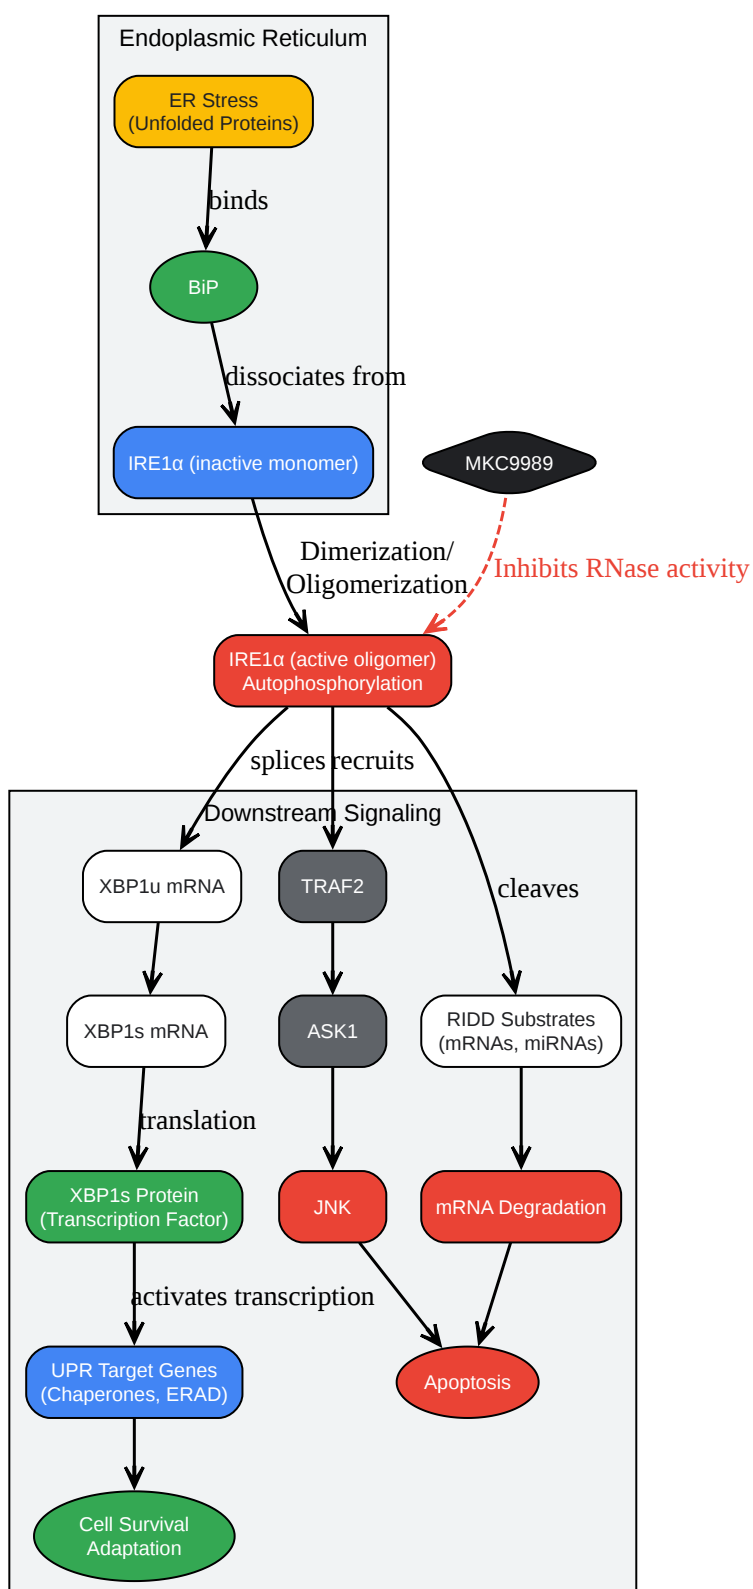 Endoplasmic Reticulum
ER Stress
(Unfolded Proteins)
binds
BiP
dissociates from
IRE1α (inactive monomer)
MKC9989
Dimerization/
Oligomerization
Inhibits RNase activity
IRE1α (active oligomer)
Autophosphorylation
splices
recruits
Downstream Signaling
XBP1u mRNA
TRAF2
cleaves
XBP1s mRNA
ASK1
RIDD Substrates
(mRNAs, miRNAs)
translation
XBP1s Protein
(Transcription Factor)
JNK
mRNA Degradation
activates transcription
UPR Target Genes
(Chaperones, ERAD)
Apoptosis
Cell Survival
Adaptation